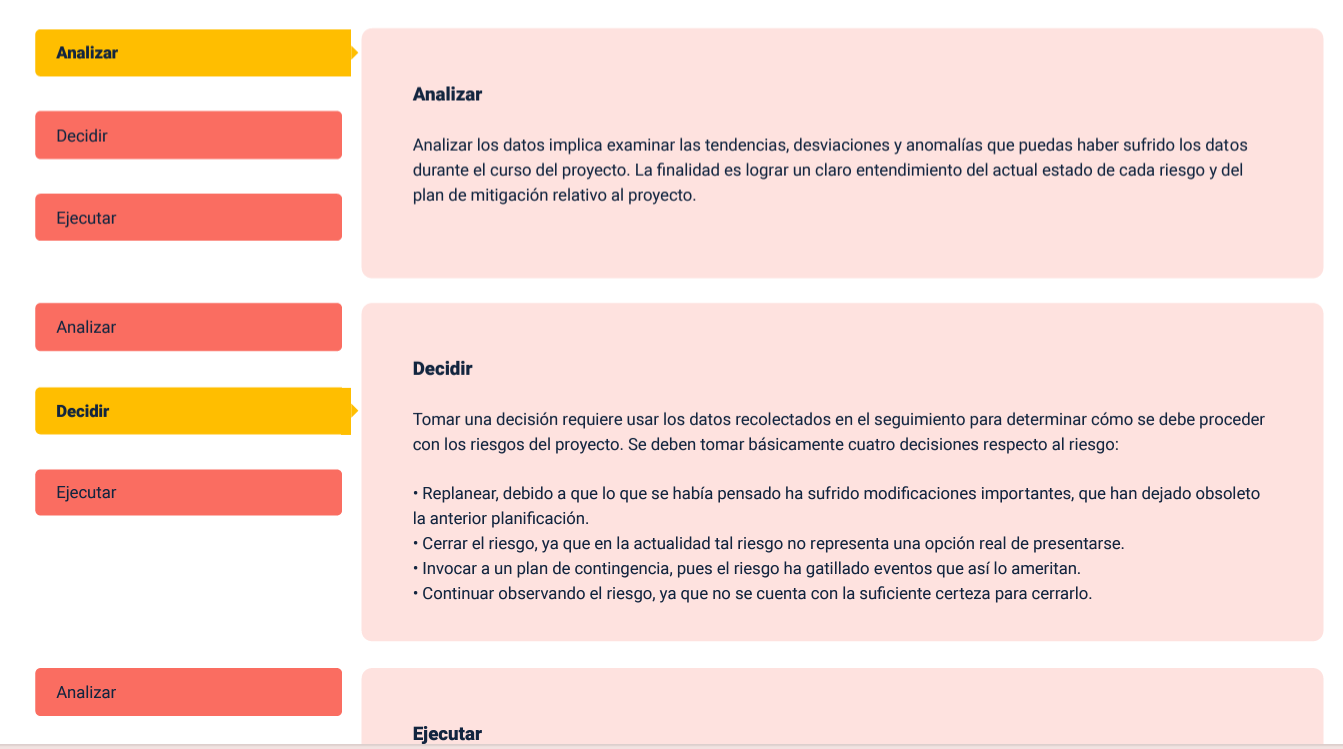 Analizar
Decidir
Ejecutar
Analizar
Analizar los datos implica examinar las tendencias, desviaciones y anomalías que puedas haber sufrido los datos
durante el curso del proyecto. La finalidad es lograr un claro entendimiento del actual estado de cada riesgo y del
plan de mitigación relativo al proyecto.
Analizar
Decidir
Ejecutar
Decidir
Tomar una decisión requiere usar los datos recolectados en el seguimiento para determinar cómo se debe proceder
con los riesgos del proyecto. Se deben tomar básicamente cuatro decisiones respecto al riesgo:
• Replanear, debido a que lo que se había pensado ha sufrido modificaciones importantes, que han dejado obsoleto
la anterior planificación.
• Cerrar el riesgo, ya que en la actualidad tal riesgo no representa una opción real de presentarse.
• Invocar a un plan de contingencia, pues el riesgo ha gatillado eventos que así lo ameritan.
• Continuar observando el riesgo, ya que no se cuenta con la suficiente certeza para cerrarlo.
Analizar
Ejecutar